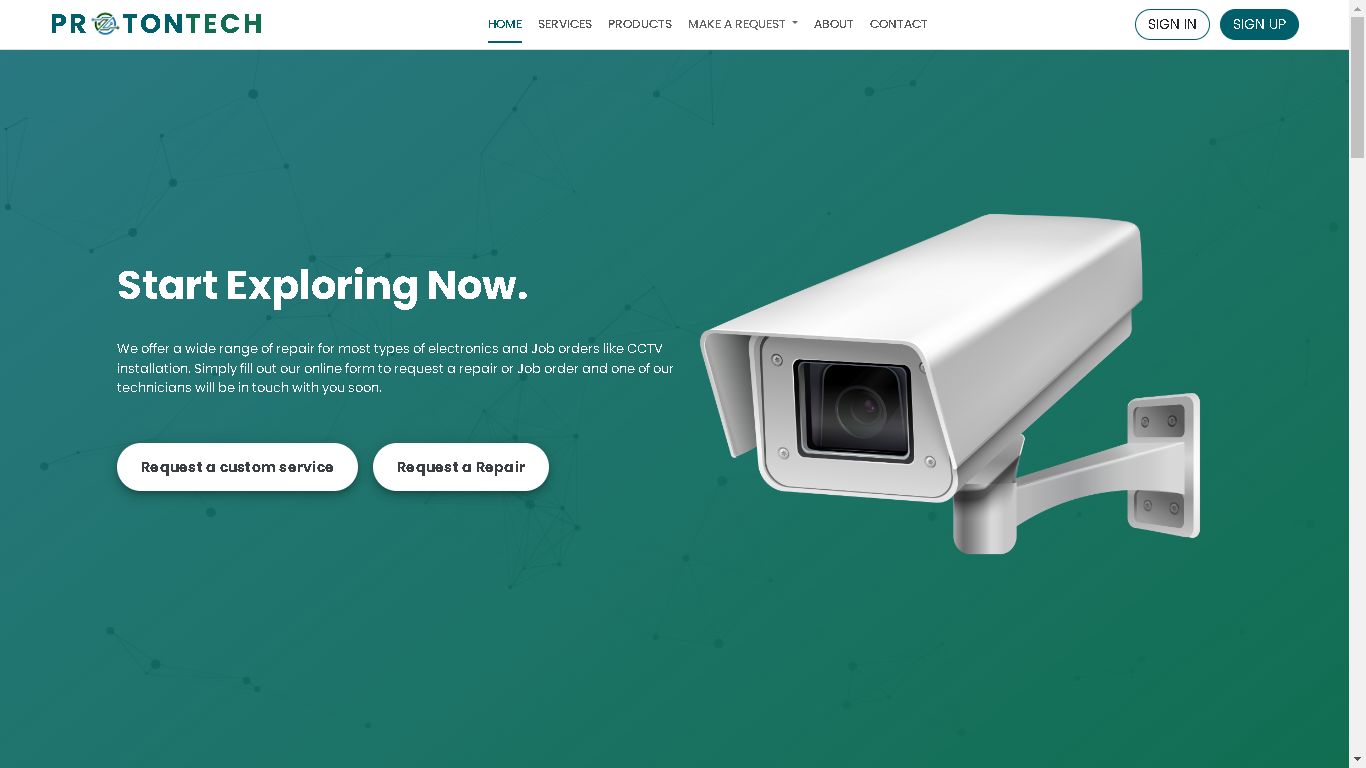 PROTONTECH
HOME SERVICES PRODUCTS MAKE A REQUEST ABOUT CONTACT
SIGN IN SIGN UP
Start Exploring Now.
We offer a wide range of repair for most types of electronics and Job orders like CCTV
installation. Simply fill out our online form to request a repair or Job order and one of our
technicians will be in touch with you soon.
Request a custom service Request a Repair